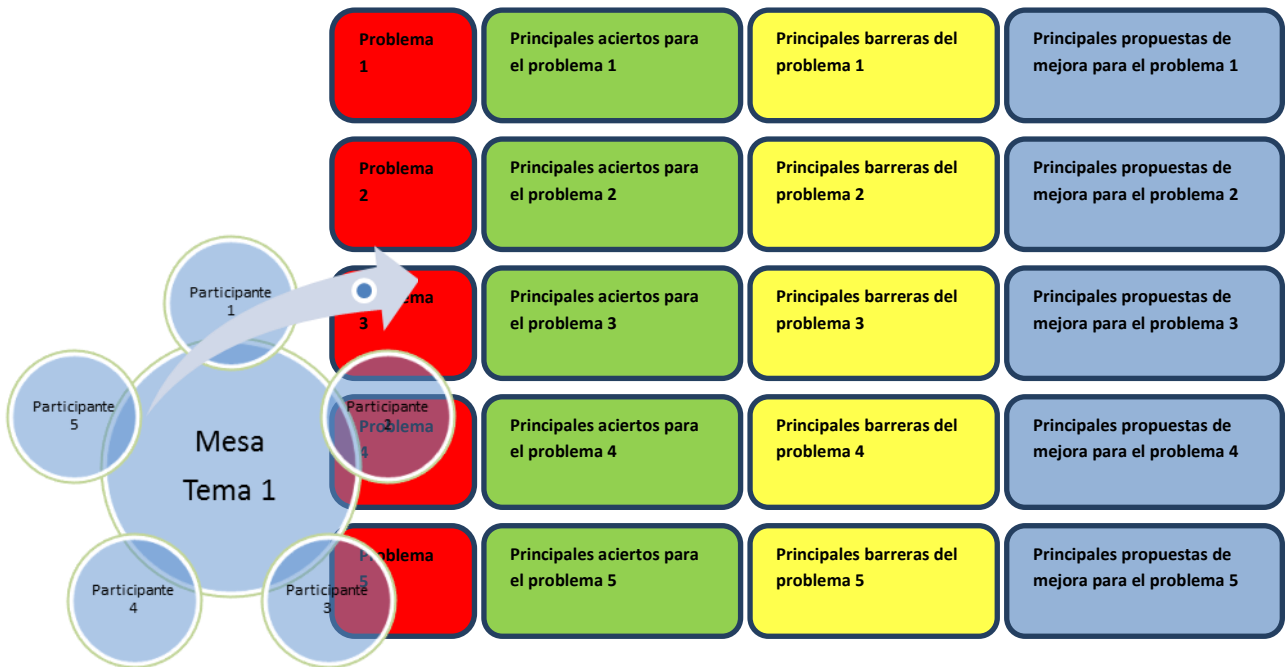 Problema
1
Principales aciertos para
el problema 1
Principales barreras del
problema 1
Principales propuestas de
mejora para el problema 1
Problema
2
Principales aciertos para
el problema 2
Principales barreras del
problema 2
Principales propuestas de
mejora para el problema 2
Problema
3
Principales aciertos para
el problema 3
Principales barreras del
problema 3
Principales propuestas de
mejora para el problema 3
Problema
4
Principales aciertos para
el problema 4
Principales barreras del
problema 4
Principales propuestas de
mejora para el problema 4
Problema
5
Principales aciertos para
el problema 5
Principales barreras del
problema 5
Principales propuestas de
mejora para el problema 5
Participante
1
Participante
2
Participante
3
Participante
4
Participante
5
Mesa
Tema 1